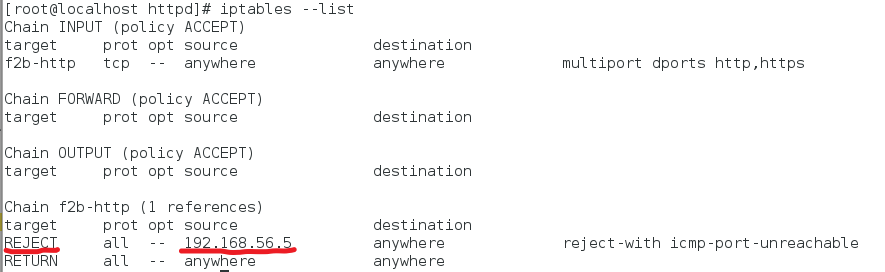 [root@localhost httpd]# iptables --list
Chain INPUT (policy ACCEPT)
target     prot opt source               destination
f2b-http   tcp  --  anywhere             anywhere             multiport dports http,https

Chain FORWARD (policy ACCEPT)
target     prot opt source               destination

Chain OUTPUT (policy ACCEPT)
target     prot opt source               destination

Chain f2b-http (1 references)
target     prot opt source               destination
REJECT     all  --  192.168.56.5         anywhere             reject-with icmp-port-unreachable
RETURN     all  --  anywhere             anywhere